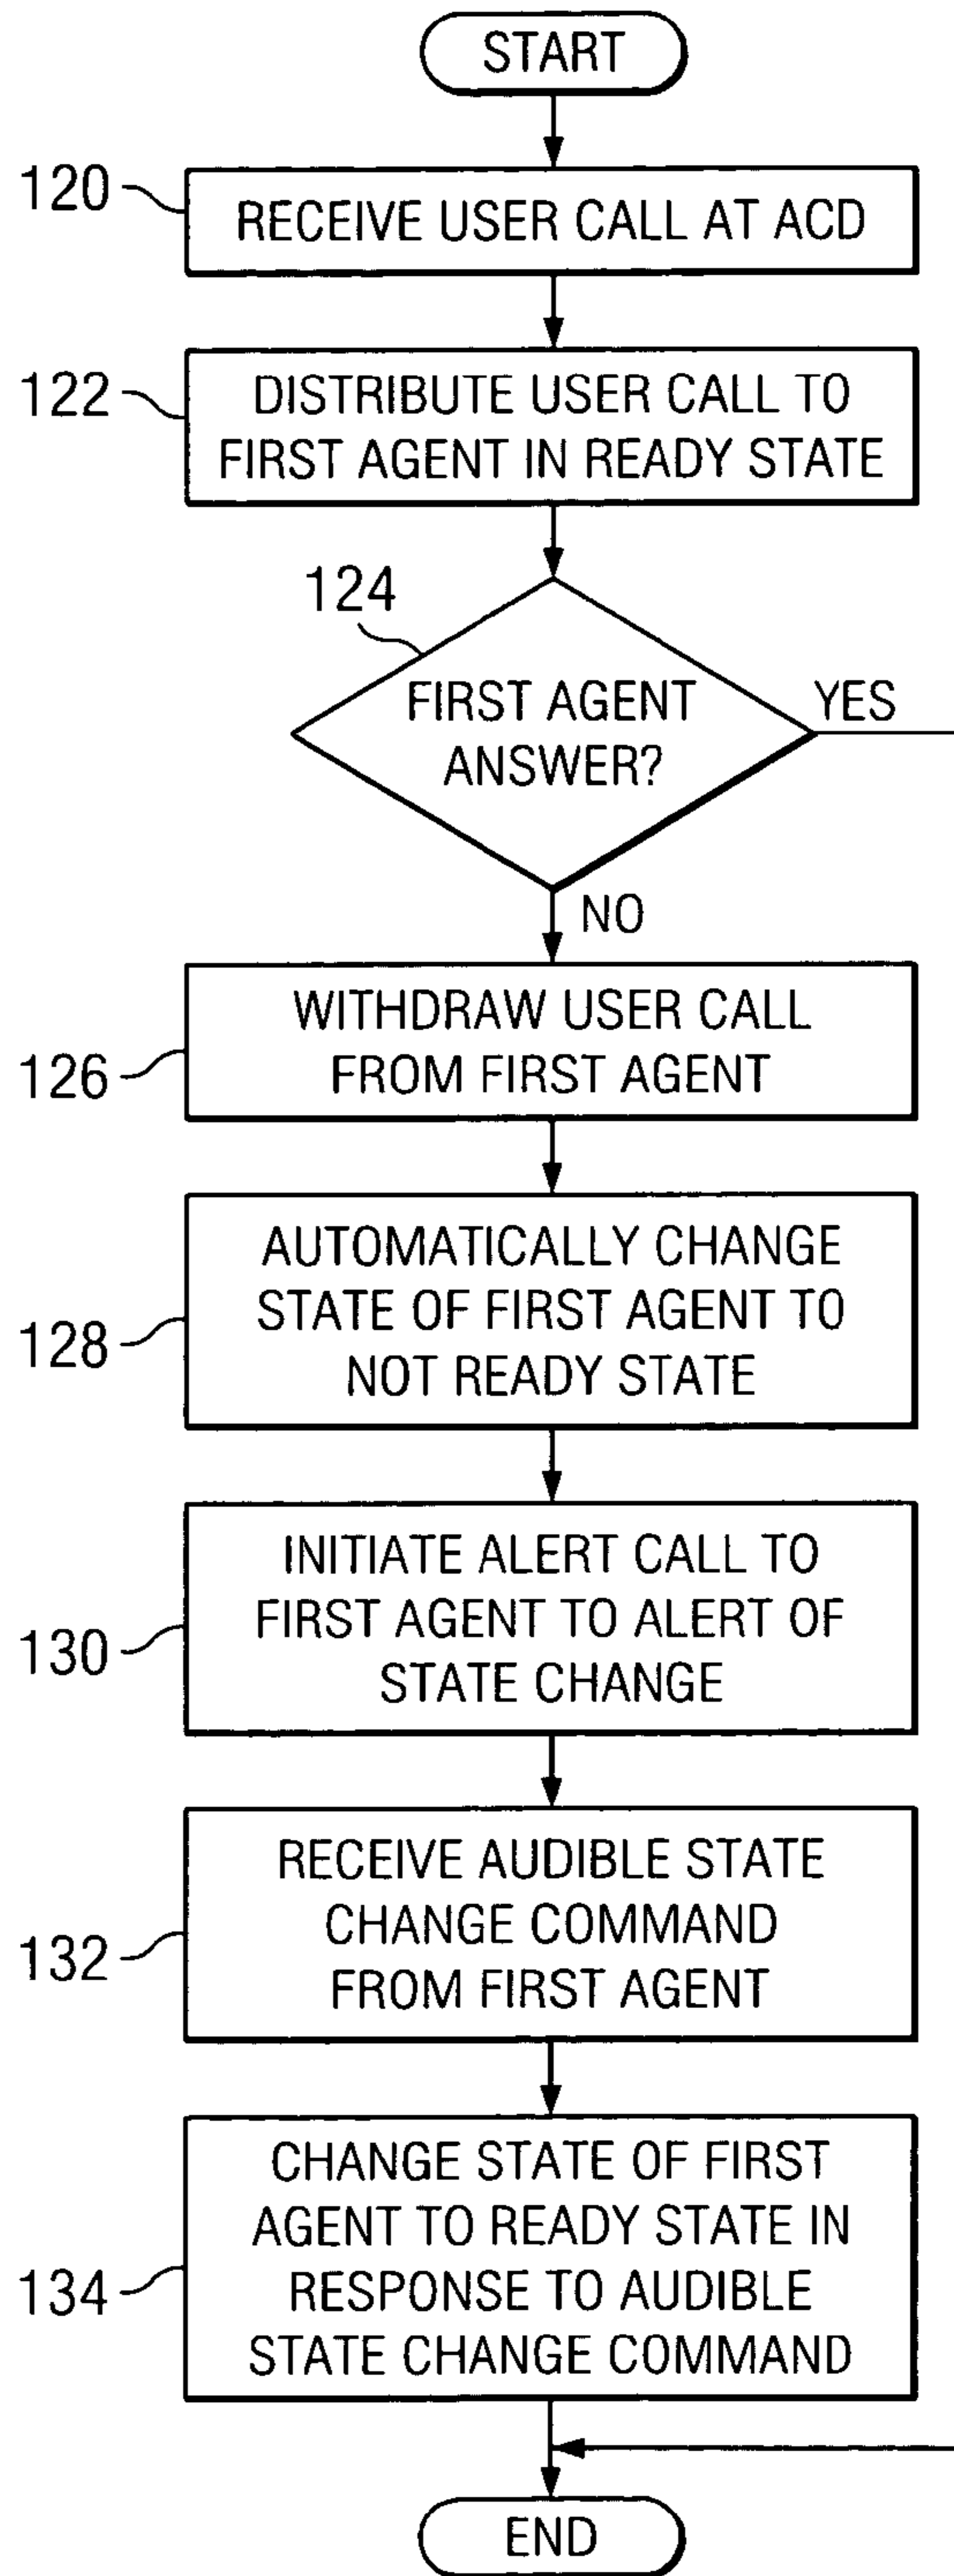 START
120
RECEIVE USER CALL AT ACD
122
DISTRIBUTE USER CALL TO
FIRST AGENT IN READY STATE
124
FIRST AGENT
ANSWER?
YES
NO
126
WITHDRAW USER CALL
FROM FIRST AGENT
128
AUTOMATICALLY CHANGE
STATE OF FIRST AGENT TO
NOT READY STATE
130
INITIATE ALERT CALL TO
FIRST AGENT TO ALERT OF
STATE CHANGE
132
RECEIVE AUDIBLE STATE
CHANGE COMMAND
FROM FIRST AGENT
134
CHANGE STATE OF FIRST
AGENT TO READY STATE IN
RESPONSE TO AUDIBLE
STATE CHANGE COMMAND
END